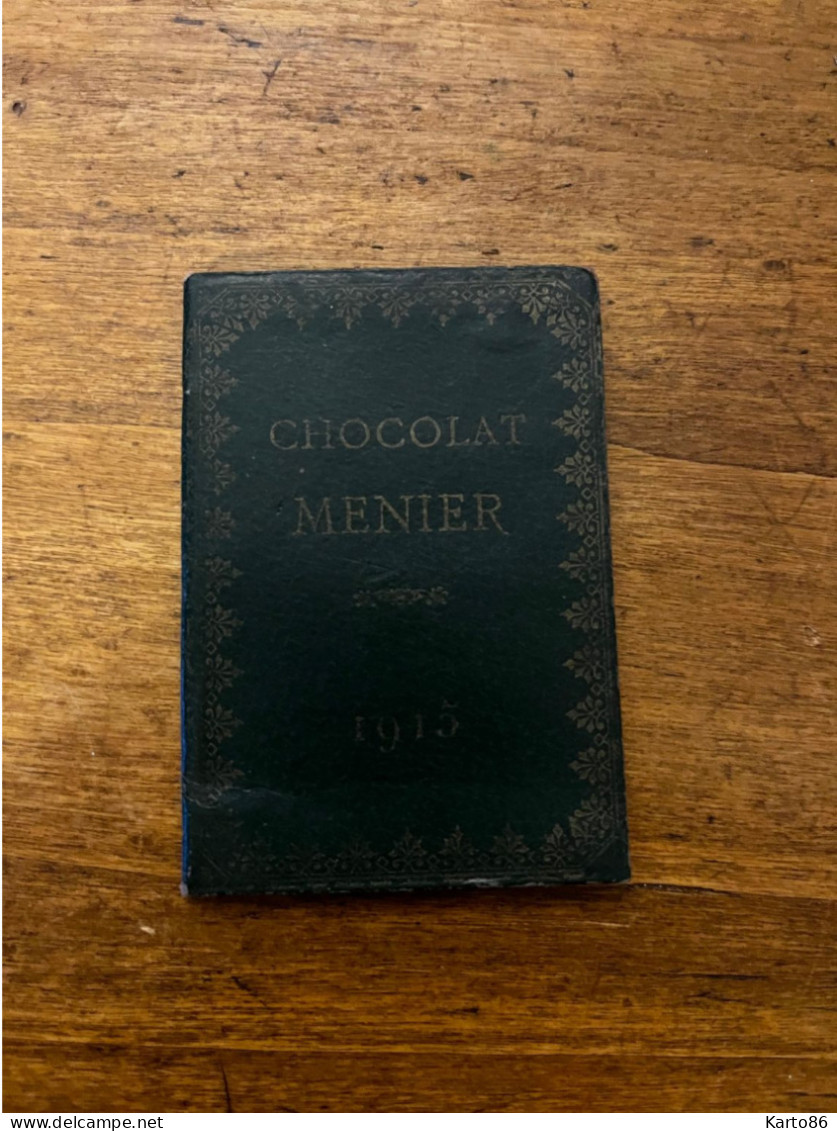 CHOCOLAT
MENIER
1915
www.delcampe.net
Karto86